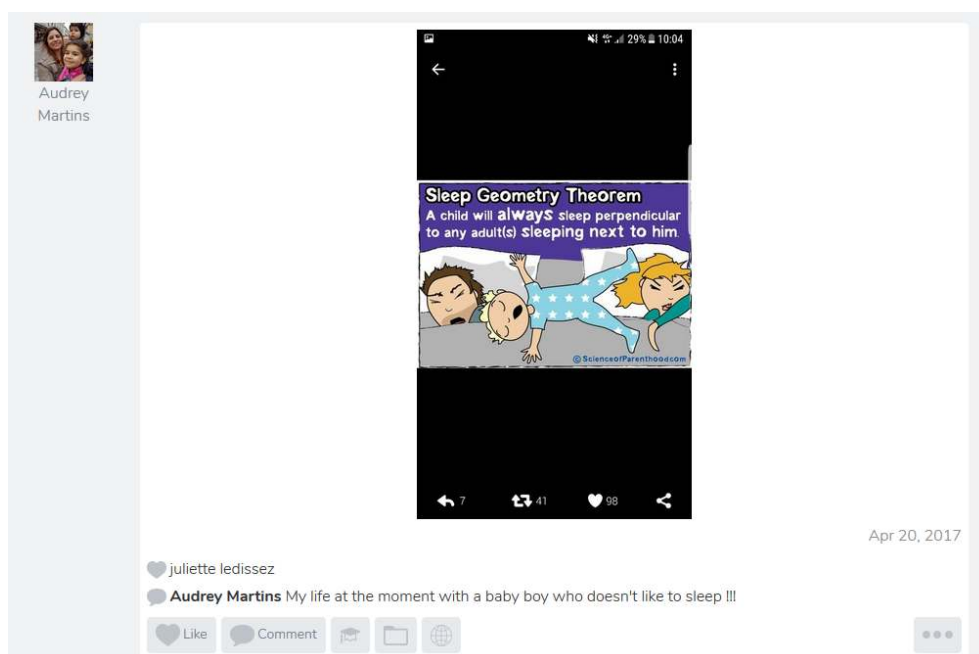 Audrey
Martins
29% 10:04
Sleep Geometry Theorem
A child will always sleep perpendicular
to any adult(s) sleeping next to him.
© ScienceofParenthood.com
7 41 98
Apr 20, 2017
juliette ledissez
Audrey Martins My life at the moment with a baby boy who doesn't like to sleep !!!
Like Comment